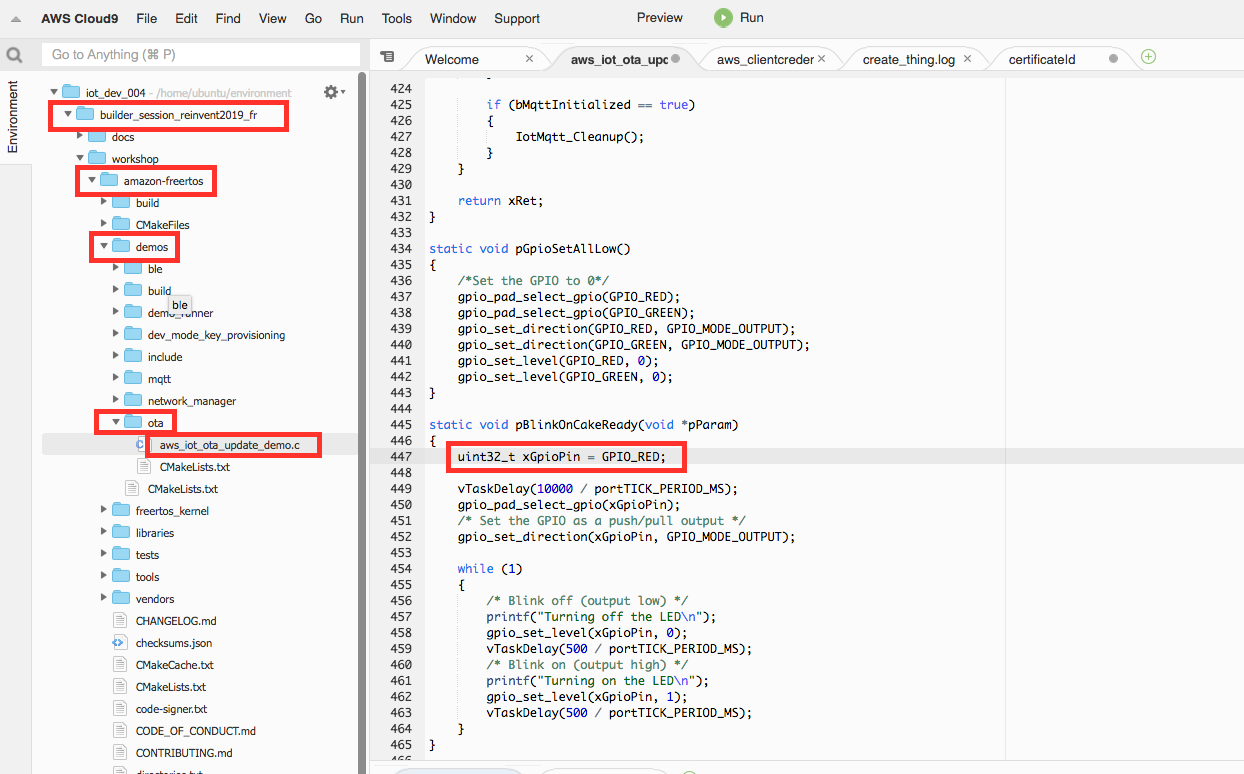 AWS Cloud9 File Edit Find View Go Run Tools Window Support Preview Run
Go to Anything (⌘ P)
Welcome aws_iot_ota_upc aws_clientcreder create_thing.log certificateId
Environment
iot_dev_004 - /home/ubuntu/environment
builder_session_reinvent2019_fr
docs
workshop
amazon-freertos
build
CMakeFiles
demos
ble
build
ble
demo_runner
dev_mode_key_provisioning
include
mqtt
network_manager
ota
aws_iot_ota_update_demo.c
CMakeLists.txt
CMakeLists.txt
freertos_kernel
libraries
tests
tools
vendors
CHANGELOG.md
checksums.json
CMakeCache.txt
CMakeLists.txt
code-signer.txt
CODE_OF_CONDUCT.md
CONTRIBUTING.md
directories.txt
424
425 if (bMqttInitialized == true)
426 {
427 IotMqtt_Cleanup();
428 }
429 }
430
431 return xRet;
432 }
433
434 static void pGpioSetAllLow()
435 {
436 /*Set the GPIO to 0*/
437 gpio_pad_select_gpio(GPIO_RED);
438 gpio_pad_select_gpio(GPIO_GREEN);
439 gpio_set_direction(GPIO_RED, GPIO_MODE_OUTPUT);
440 gpio_set_direction(GPIO_GREEN, GPIO_MODE_OUTPUT);
441 gpio_set_level(GPIO_RED, 0);
442 gpio_set_level(GPIO_GREEN, 0);
443 }
444
445 static void pBlinkOnCakeReady(void *pParam)
446 {
447 uint32_t xGpioPin = GPIO_RED;
448
449 vTaskDelay(10000 / portTICK_PERIOD_MS);
450 gpio_pad_select_gpio(xGpioPin);
451 /* Set the GPIO as a push/pull output */
452 gpio_set_direction(xGpioPin, GPIO_MODE_OUTPUT);
453
454 while (1)
455 {
456 /* Blink off (output low) */
457 printf("Turning off the LED\n");
458 gpio_set_level(xGpioPin, 0);
459 vTaskDelay(500 / portTICK_PERIOD_MS);
460 /* Blink on (output high) */
461 printf("Turning on the LED\n");
462 gpio_set_level(xGpioPin, 1);
463 vTaskDelay(500 / portTICK_PERIOD_MS);
464 }
465 }
466